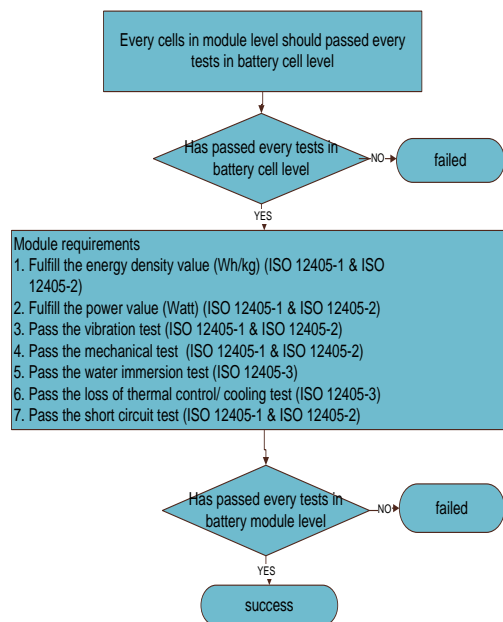 Every cells in module level should passed every
tests in battery cell level
Has passed every tests in
battery cell level
NO
failed
YES
Module requirements
1. Fulfill the energy density value (Wh/kg) (ISO 12405-1 & ISO
12405-2)
2. Fulfill the power value (Watt) (ISO 12405-1 & ISO 12405-2)
3. Pass the vibration test (ISO 12405-1 & ISO 12405-2)
4. Pass the mechanical test (ISO 12405-1 & ISO 12405-2)
5. Pass the water immersion test (ISO 12405-3)
6. Pass the loss of thermal control/ cooling test (ISO 12405-3)
7. Pass the short circuit test (ISO 12405-1 & ISO 12405-2)
Has passed every tests in
battery module level
NO
failed
YES
success